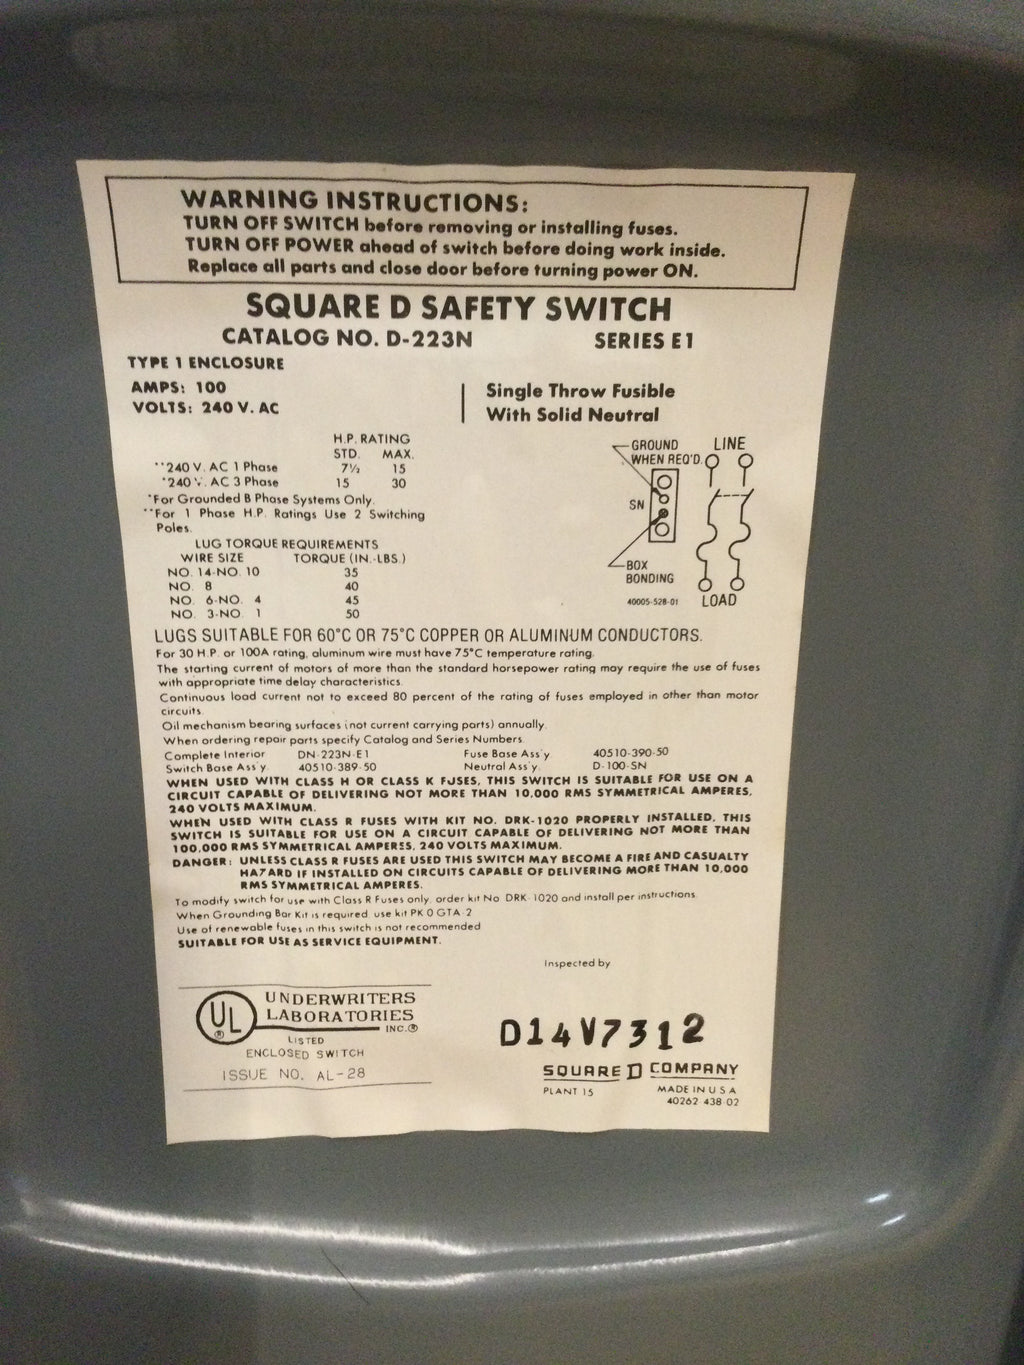 WARNING INSTRUCTIONS:
TURN OFF SWITCH before removing or installing fuses.
TURN OFF POWER ahead of switch before doing work inside.
Replace all parts and close door before turning power ON.
SQUARE D SAFETY SWITCH
CATALOG NO. D-223N SERIES E1
TYPE 1 ENCLOSURE
AMPS: 100
VOLTS: 240 V. AC
Single Throw Fusible
With Solid Neutral
H.P. RATING
STD. MAX.
**240 V. AC 1 Phase 7½ 15
*240 V. AC 3 Phase 15 30
*For Grounded B Phase Systems Only.
**For 1 Phase H.P. Ratings Use 2 Switching
Poles.
LUG TORQUE REQUIREMENTS
WIRE SIZE TORQUE (IN.-LBS.)
NO. 14-NO. 10 35
NO. 8 40
NO. 6-NO. 4 45
NO. 3-NO. 1 50
GROUND
WHEN REQ'D.
LINE
SN
BOX
BONDING
40005-528-01
LOAD
LUGS SUITABLE FOR 60°C OR 75°C COPPER OR ALUMINUM CONDUCTORS.
For 30 H.P. or 100A rating, aluminum wire must have 75°C temperature rating.
The starting current of motors of more than the standard horsepower rating may require the use of fuses
with appropriate time delay characteristics.
Continuous load current not to exceed 80 percent of the rating of fuses employed in other than motor
circuits.
Oil mechanism bearing surfaces (not current carrying parts) annually.
When ordering repair parts specify Catalog and Series Numbers.
Complete Interior DN-223N-E1 Fuse Base Ass'y 40510-390-50
Switch Base Ass'y. 40510-389-50 Neutral Ass'y. D-100-SN
WHEN USED WITH CLASS H OR CLASS K FUSES, THIS SWITCH IS SUITABLE FOR USE ON A
CIRCUIT CAPABLE OF DELIVERING NOT MORE THAN 10,000 RMS SYMMETRICAL AMPERES,
240 VOLTS MAXIMUM.
WHEN USED WITH CLASS R FUSES WITH KIT NO. DRK-1020 PROPERLY INSTALLED, THIS
SWITCH IS SUITABLE FOR USE ON A CIRCUIT CAPABLE OF DELIVERING NOT MORE THAN
100,000 RMS SYMMETRICAL AMPERES, 240 VOLTS MAXIMUM.
DANGER: UNLESS CLASS R FUSES ARE USED THIS SWITCH MAY BECOME A FIRE AND CASUALTY
HAZARD IF INSTALLED ON CIRCUITS CAPABLE OF DELIVERING MORE THAN 10,000
RMS SYMMETRICAL AMPERES.
To modify switch for use with Class R Fuses only, order kit No. DRK-1020 and install per instructions.
When Grounding Bar Kit is required, use kit PK 0 GTA-2
Use of renewable fuses in this switch is not recommended
SUITABLE FOR USE AS SERVICE EQUIPMENT.
Inspected by
UL ®
UNDERWRITERS
LABORATORIES
INC.®
LISTED
ENCLOSED SWITCH
ISSUE NO. AL-28
D14V7312
SQUARE D COMPANY
PLANT 15 MADE IN U S A
40262-438-02